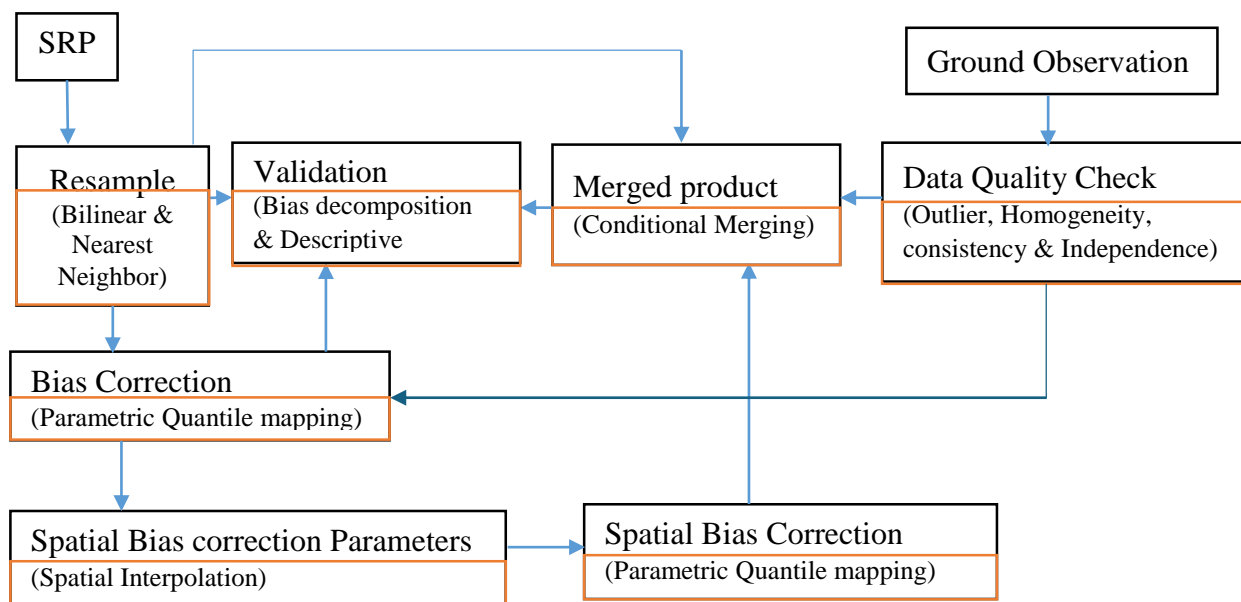 SRP
Ground Observation
Resample
(Bilinear &
Nearest
Neighbor)
Validation
(Bias decomposition
& Descriptive
Merged product
(Conditional Merging)
Data Quality Check
(Outlier, Homogeneity,
consistency & Independence)
Bias Correction
(Parametric Quantile mapping)
Spatial Bias correction Parameters
(Spatial Interpolation)
Spatial Bias Correction
(Parametric Quantile mapping)